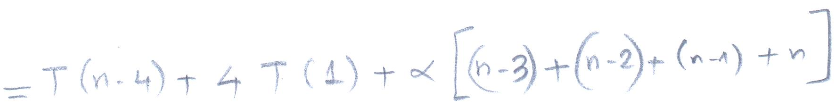 = T(n-4) + 4 T(1) + α [(n-3)+(n-2)+(n-1)+n]